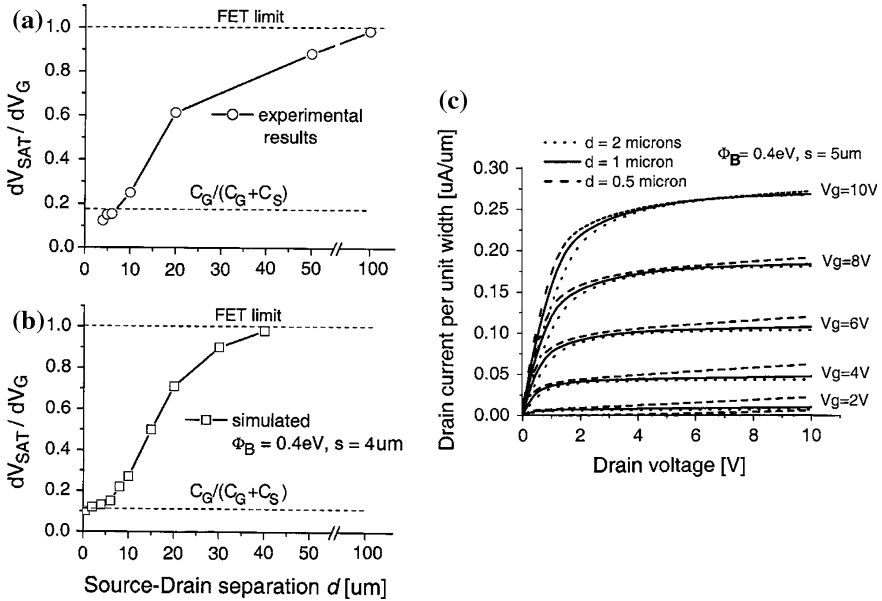 (a)
FET limit
1.0
0.8
0.6
0.4
0.2
0.0
dV_SAT / dV_G
experimental
results
C_G/(C_G+C_S)
0 10 20 30 40 50 100
(b)
FET limit
1.0
0.8
0.6
0.4
0.2
0.0
dV_SAT / dV_G
simulated
Φ_B = 0.4eV, s = 4um
C_G/(C_G+C_S)
0 10 20 30 40 50 100
Source-Drain separation d [um]
(c)
d = 2 microns
d = 1 micron
d = 0.5 micron
Φ_B = 0.4eV, s = 5um
0.30
0.25
0.20
0.15
0.10
0.05
0.00
Drain current per unit width [uA/um]
Vg=10V
Vg=8V
Vg=6V
Vg=4V
Vg=2V
0 2 4 6 8 10
Drain voltage [V]